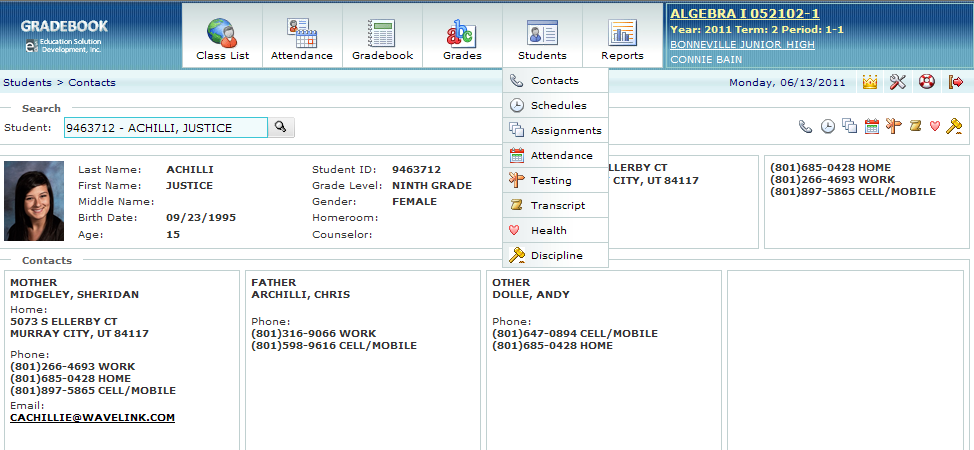 GRADEBOOK
Education Solution
Development, Inc.
Class List
Attendance
Gradebook
Grades
Students
Reports
ALGEBRA I 052102-1
Year: 2011 Term: 2 Period: 1-1
BONNEVILLE JUNIOR HIGH
CONNIE BAIN
Students > Contacts
Monday, 06/13/2011
Contacts
Schedules
Assignments
Attendance
Testing
Transcript
Health
Discipline
Search
Student: 9463712 - ACHILLI, JUSTICE
Last Name: ACHILLI
First Name: JUSTICE
Middle Name:
Birth Date: 09/23/1995
Age: 15
Student ID: 9463712
Grade Level: NINTH GRADE
Gender: FEMALE
Homeroom:
Counselor:
ELLERBY CT
CITY, UT 84117
(801)685-0428 HOME
(801)266-4693 WORK
(801)897-5865 CELL/MOBILE
Contacts
MOTHER
MIDGELEY, SHERIDAN
Home:
5073 S ELLERBY CT
MURRAY CITY, UT 84117
Phone:
(801)266-4693 WORK
(801)685-0428 HOME
(801)897-5865 CELL/MOBILE
Email:
CACHILLIE@WAVELINK.COM
FATHER
ARCHILLI, CHRIS
Phone:
(801)316-9066 WORK
(801)598-9616 CELL/MOBILE
OTHER
DOLLE, ANDY
Phone:
(801)647-0894 CELL/MOBILE
(801)685-0428 HOME